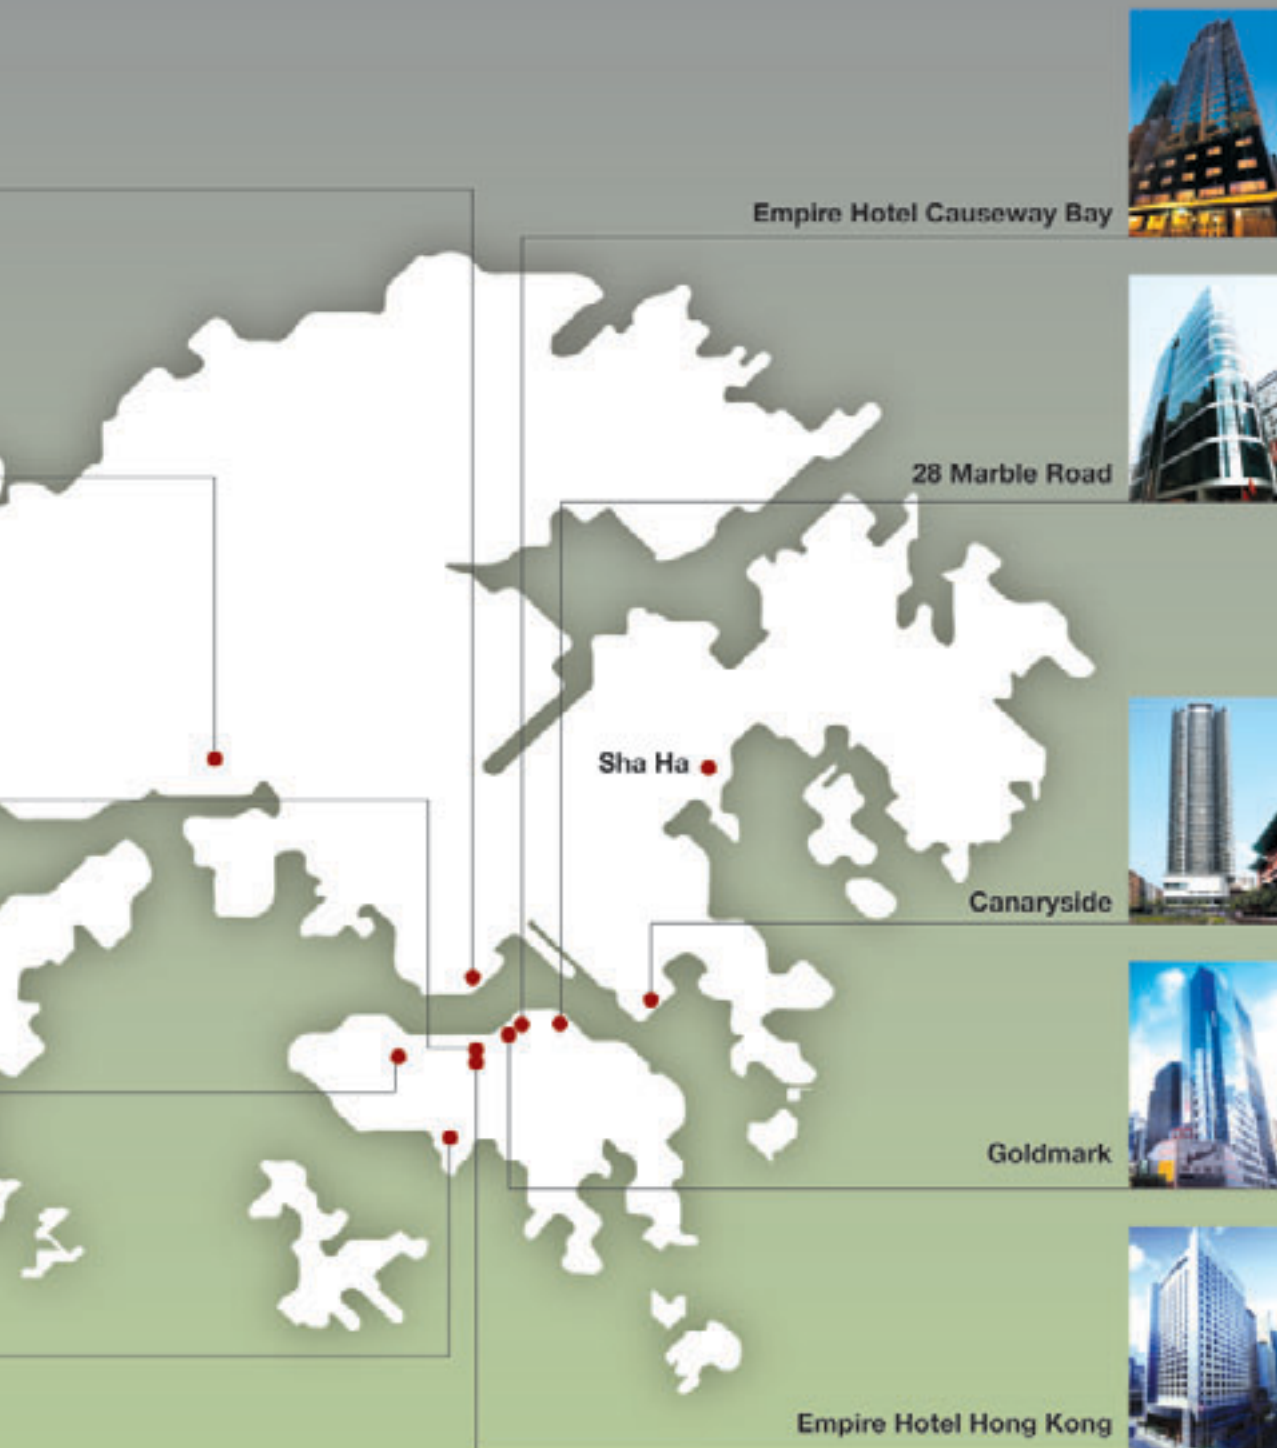 Empire Hotel Causeway Bay
28 Marble Road
Sha Ha
Canaryside
Goldmark
Empire Hotel Hong Kong